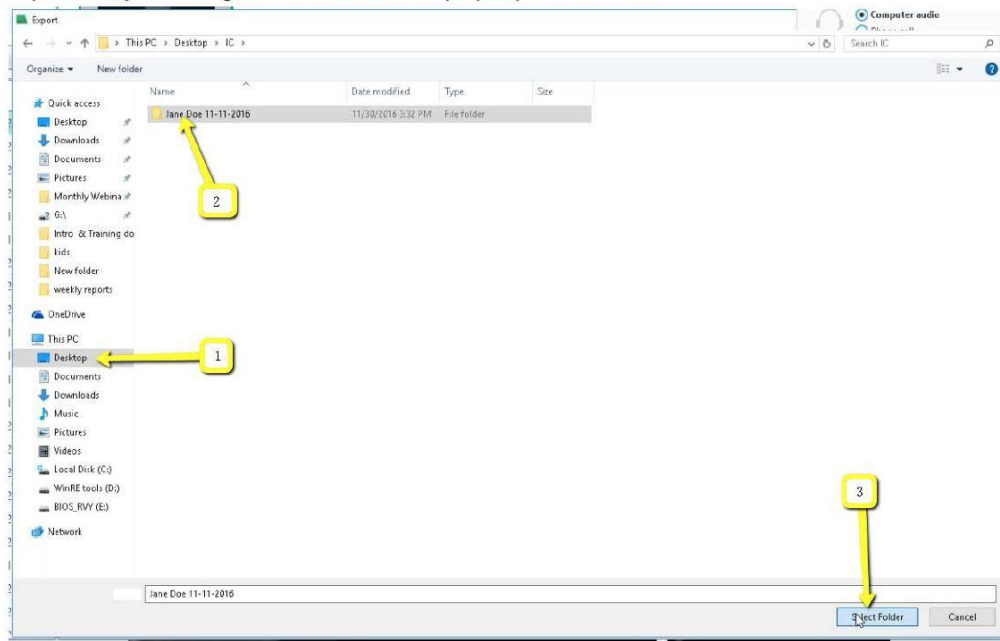 Export
Computer audio
This PC > Desktop > IC >
Search IC
Organize
New folder
Name
Date modified
Type
Size
Quick access
Jane Doe 11-11-2016
11/30/2016 3:32 PM
File folder
Desktop
Downloads
Documents
Pictures
Monthly Webina
2
G:\
Intro & Training do
kids
New folder
weekly reports
OneDrive
This PC
Desktop
1
Documents
Downloads
Music
Pictures
Videos
Local Disk (C:)
WinRE tools (D:)
3
BIOS_RVY (E:)
Network
Jane Doe 11-11-2016
Select Folder
Cancel